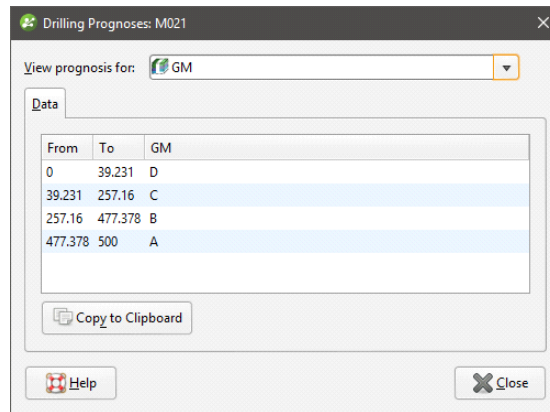 Drilling Prognoses: M021
View prognosis for: GM
Data
From To GM
0 39.231 D
39.231 257.16 C
257.16 477.378 B
477.378 500 A
Copy to Clipboard
Help Close